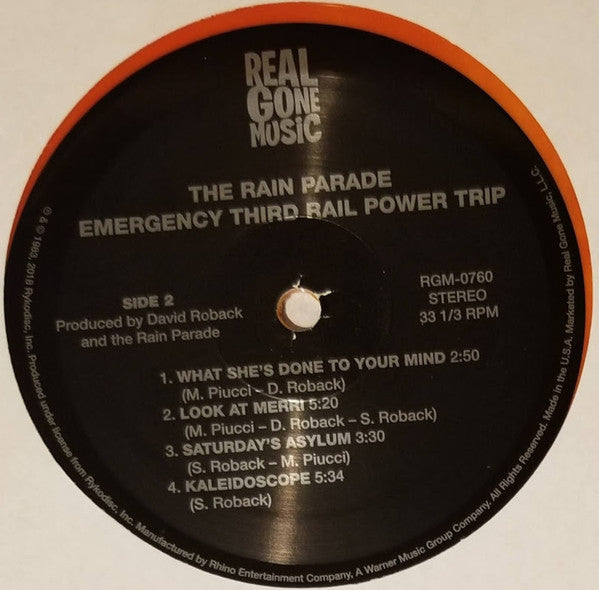 REAL
GONE
MUSiC
THE RAIN PARADE
EMERGENCY THIRD RAIL POWER TRIP
SIDE 2
Produced by David Roback
and the Rain Parade
RGM-0760
STEREO
33 1/3 RPM
1. WHAT SHE'S DONE TO YOUR MIND 2:50
(M. Piucci – D. Roback)
2. LOOK AT MERRI 5:20
(M. Piucci – D. Roback – S. Roback)
3. SATURDAY'S ASYLUM 3:30
(S. Roback – M. Piucci)
4. KALEIDOSCOPE 5:34
(S. Roback)
℗ & © 1983, 2018 Rykodisc, Inc. Produced under license from Rykodisc, Inc. Manufactured by Rhino Entertainment Company, A Warner Music Group Company. All Rights Reserved. Made in the U.S.A. Marketed by Real Gone Music, LLC.